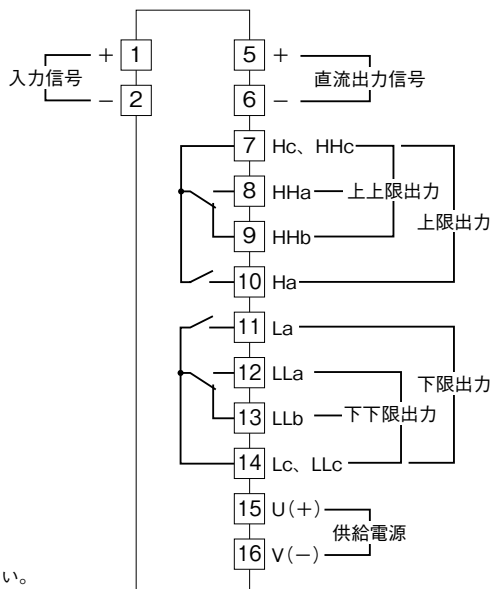 入力信号
+ 1
− 2
5 +
6 −
直流出力信号
7 Hc、HHc
8 HHa 上上限出力
9 HHb
上限出力
10 Ha
11 La
12 LLa
下限出力
13 LLb 下下限出力
14 Lc、LLc
15 U(+)
供給電源
16 V(−)
い。